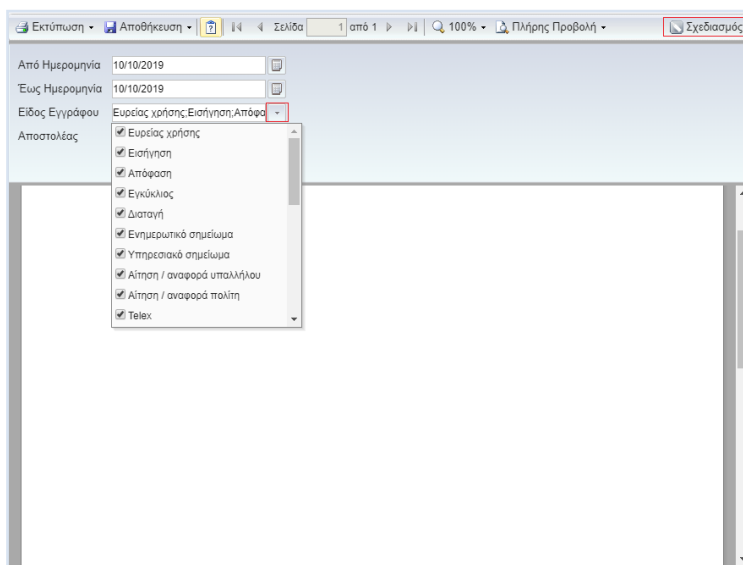 Εκτύπωση Αποθήκευση Σελίδα 1 από 1 100% Πλήρης Προβολή Σχεδιασμός
Από Ημερομηνία 10/10/2019
Έως Ημερομηνία 10/10/2019
Είδος Εγγράφου Ευρείας χρήσης;Εισήγηση;Απόφα
Αποστολέας
Ευρείας χρήσης
Εισήγηση
Απόφαση
Εγκύκλιος
Διαταγή
Ενημερωτικό σημείωμα
Υπηρεσιακό σημείωμα
Αίτηση / αναφορά υπαλλήλου
Αίτηση / αναφορά πολίτη
Telex